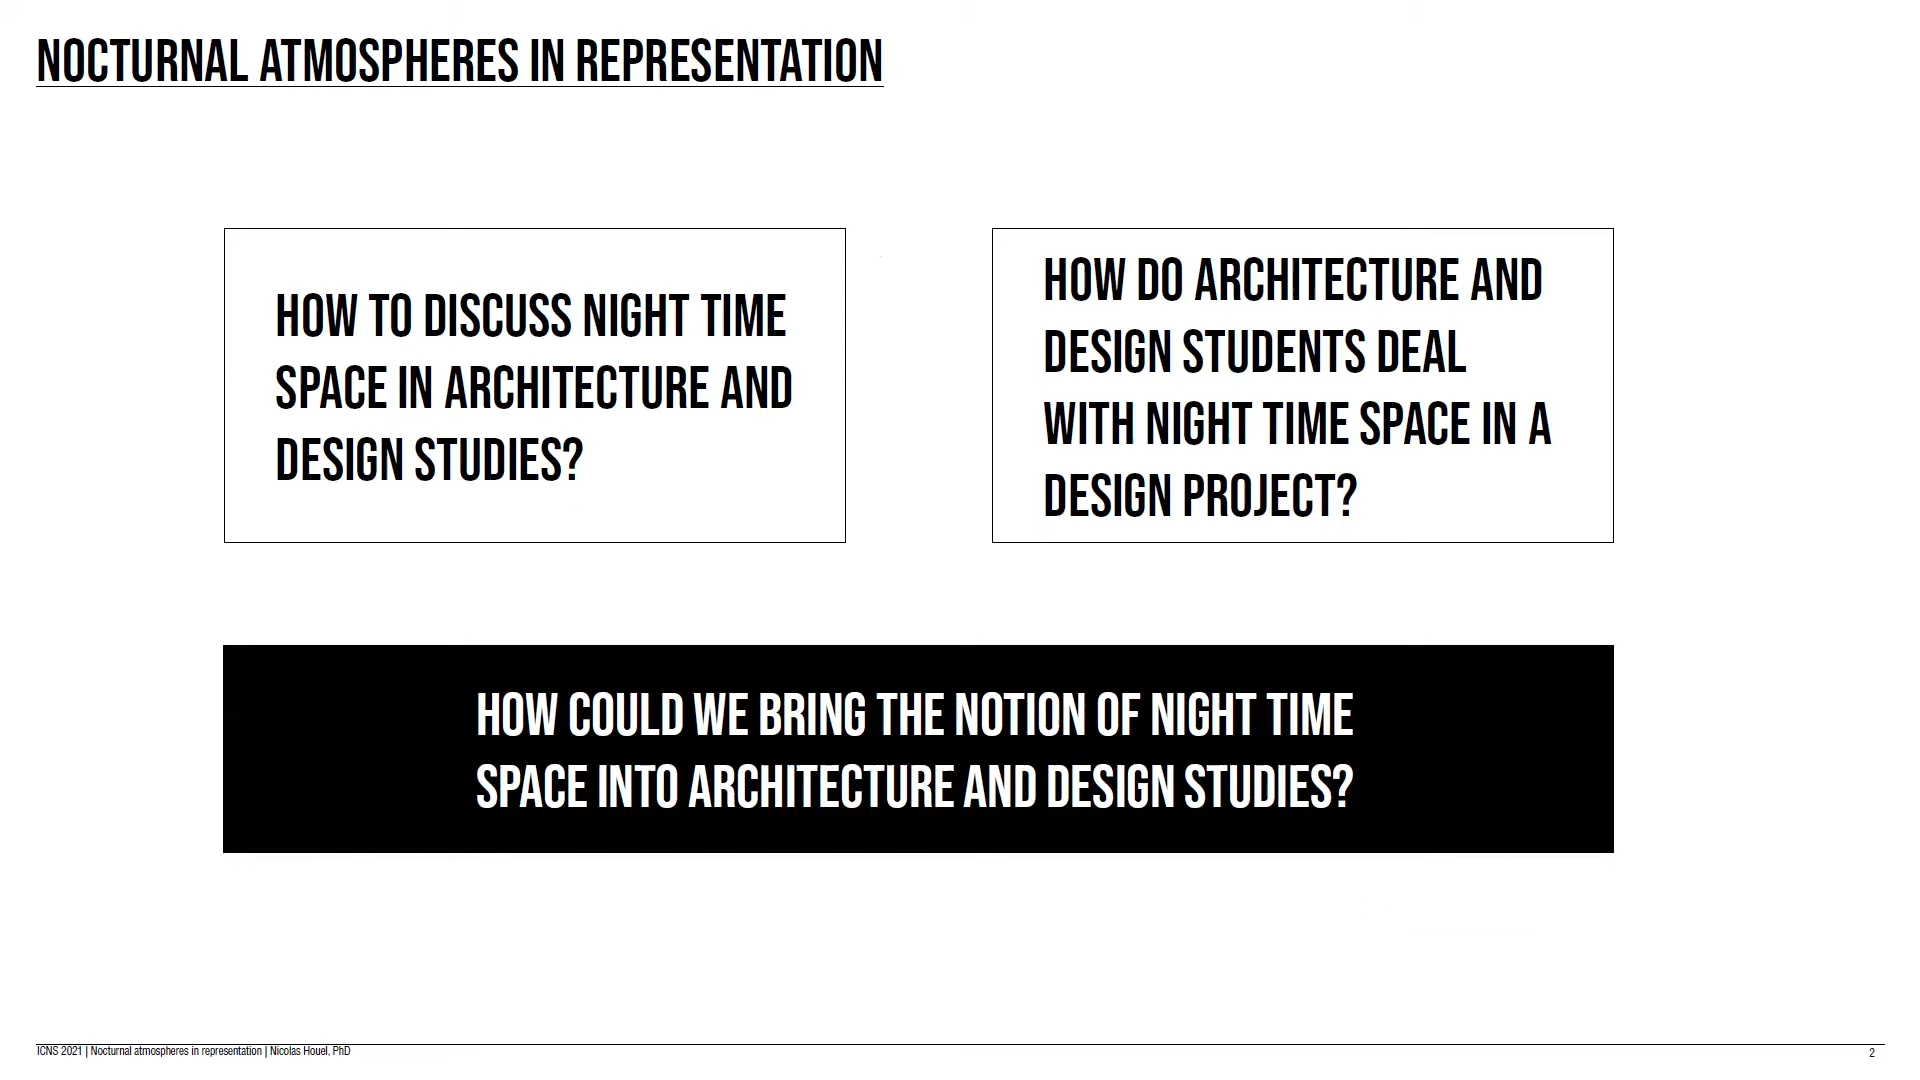 NOCTURNAL ATMOSPHERES IN REPRESENTATION
HOW TO DISCUSS NIGHT TIME
SPACE IN ARCHITECTURE AND
DESIGN STUDIES?
HOW DO ARCHITECTURE AND
DESIGN STUDENTS DEAL
WITH NIGHT TIME SPACE IN A
DESIGN PROJECT?
HOW COULD WE BRING THE NOTION OF NIGHT TIME
SPACE INTO ARCHITECTURE AND DESIGN STUDIES?
ICNS 2021 | Nocturnal atmospheres in representation | Nicolas Houel, PhD
2